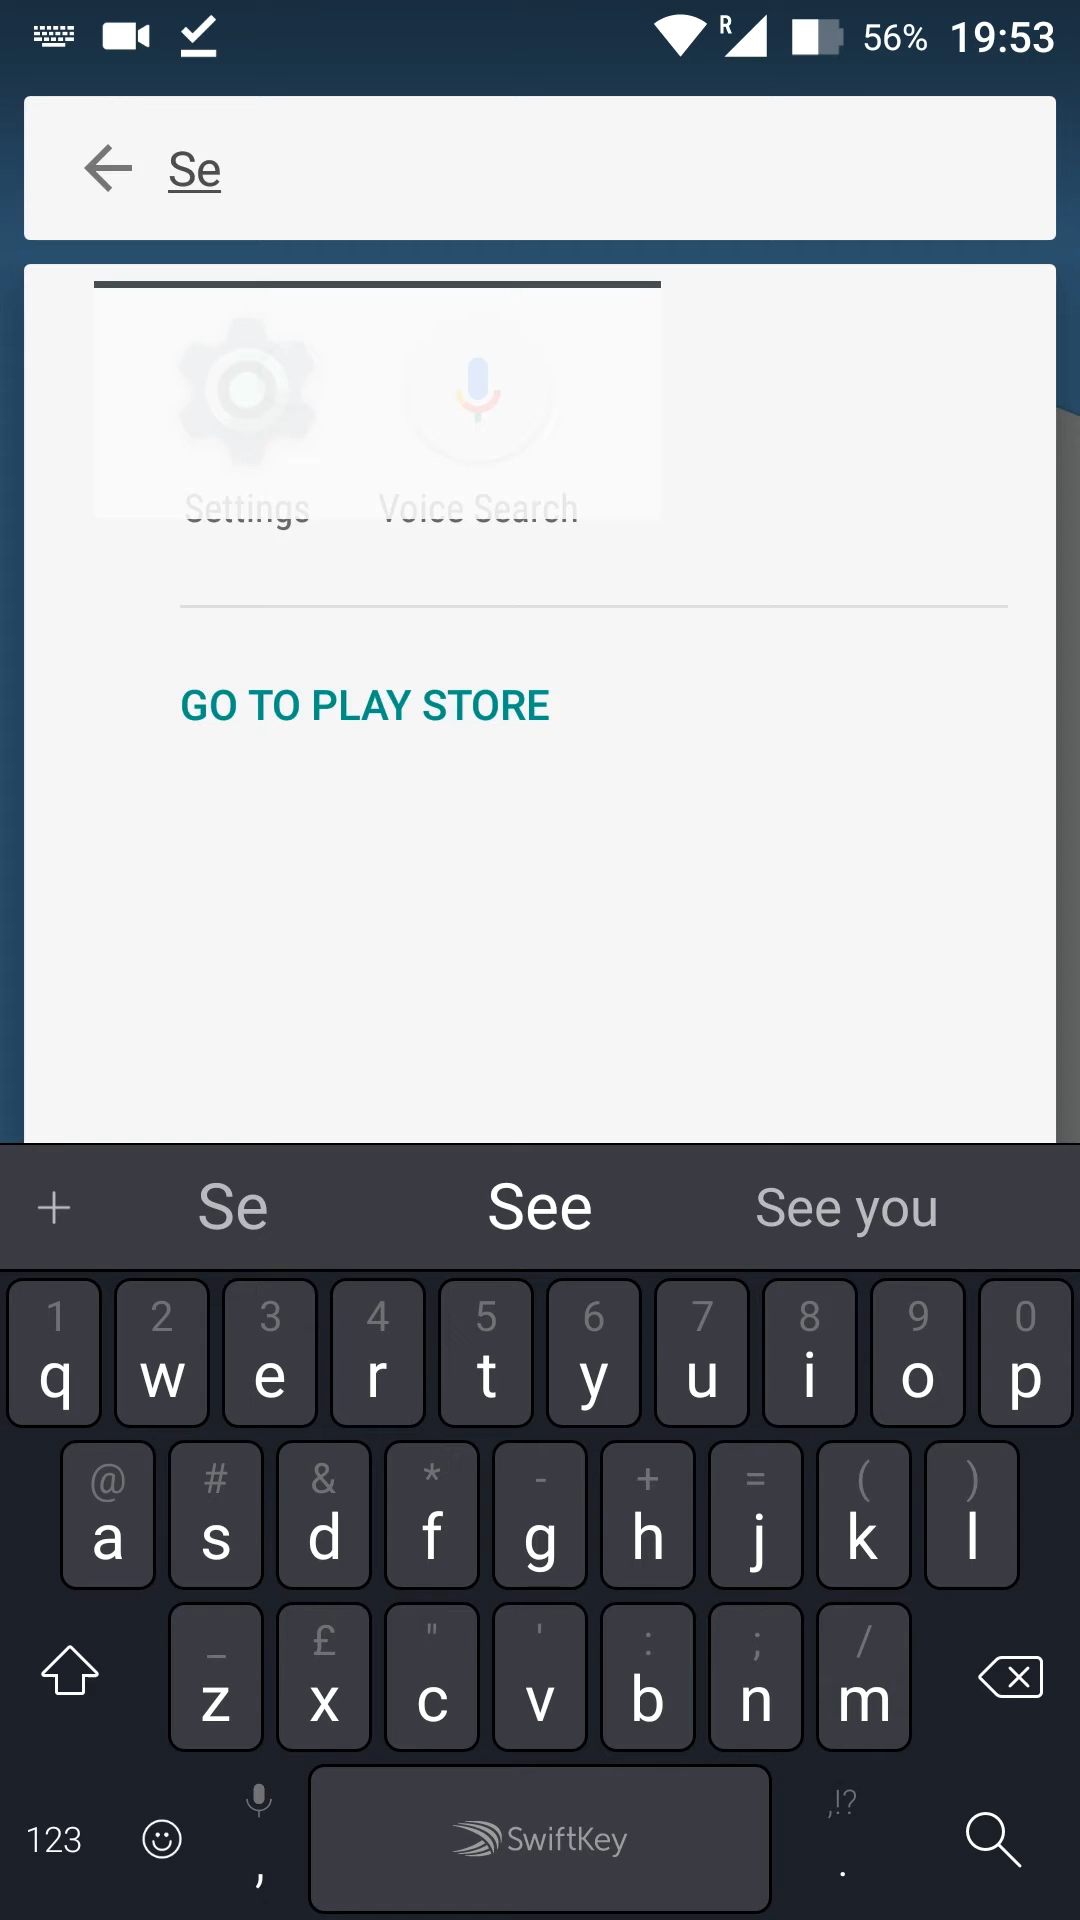 R 56% 19:53
Se
Settings Voice Search
GO TO PLAY STORE
+ Se See See you
1 2 3 4 5 6 7 8 9 0
q w e r t y u i o p
@ # & * - + = ( )
a s d f g h j k l
_ £ " ' : ; /
z x c v b n m
,!?
123 , SwiftKey .